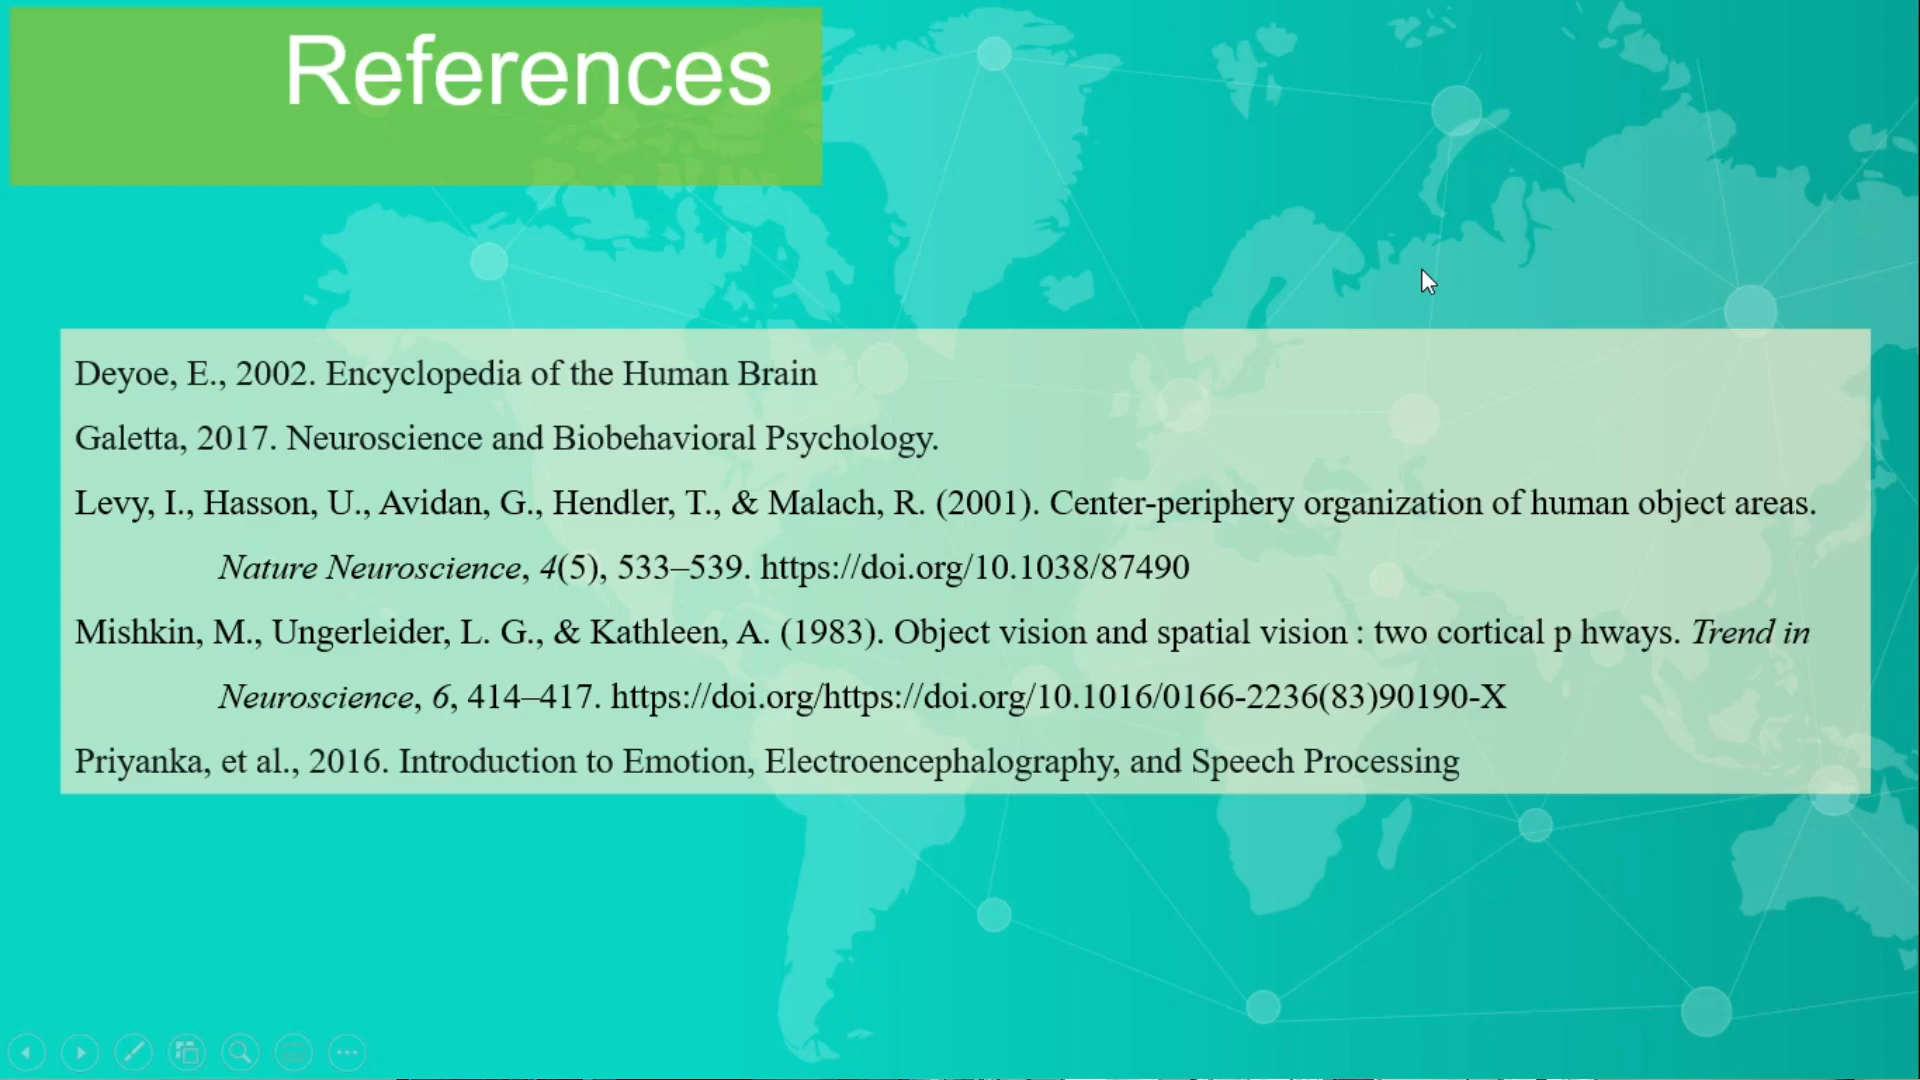 References
Deyoe, E., 2002. Encyclopedia of the Human Brain
Galetta, 2017. Neuroscience and Biobehavioral Psychology.
Levy, I., Hasson, U., Avidan, G., Hendler, T., & Malach, R. (2001). Center-periphery organization of human object areas.
Nature Neuroscience, 4(5), 533–539. https://doi.org/10.1038/87490
Mishkin, M., Ungerleider, L. G., & Kathleen, A. (1983). Object vision and spatial vision : two cortical p hways. Trend in
Neuroscience, 6, 414–417. https://doi.org/https://doi.org/10.1016/0166-2236(83)90190-X
Priyanka, et al., 2016. Introduction to Emotion, Electroencephalography, and Speech Processing